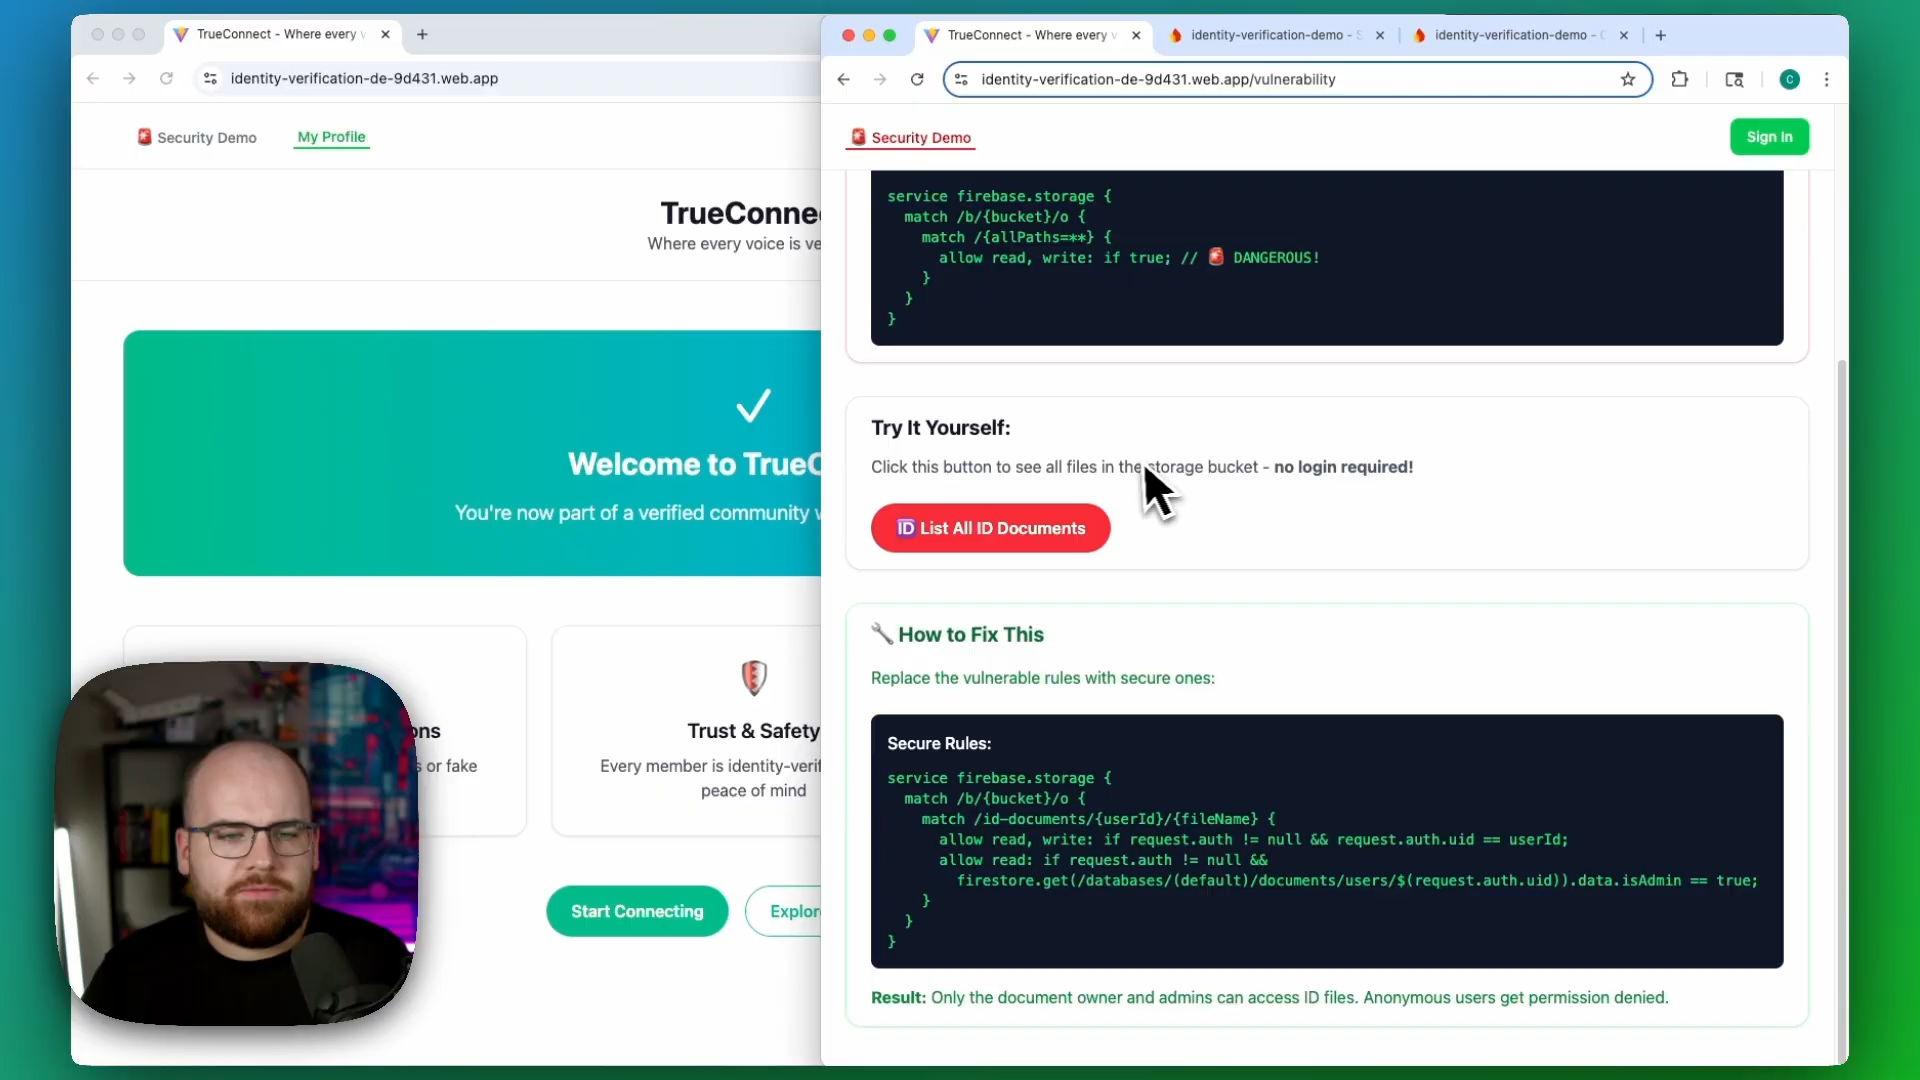 TrueConnect - Where every v
identity-verification-de-9d431.web.app
🚨 Security Demo
My Profile
TrueConne
Where every voice is ve
Welcome to TrueC
You're now part of a verified community w
ons
s or fake
Trust & Safety
Every member is identity-verif
peace of mind
Start Connecting
Explor
TrueConnect - Where every v
identity-verification-demo - S
identity-verification-demo - C
identity-verification-de-9d431.web.app/vulnerability
C
🚨 Security Demo
Sign In
service firebase.storage {
match /b/{bucket}/o {
match /{allPaths=**} {
allow read, write: if true; // 🚨 DANGEROUS!
}
}
}
Try It Yourself:
Click this button to see all files in the storage bucket - no login required!
🆔 List All ID Documents
🔧 How to Fix This
Replace the vulnerable rules with secure ones:
Secure Rules:
service firebase.storage {
match /b/{bucket}/o {
match /id-documents/{userId}/{fileName} {
allow read, write: if request.auth != null && request.auth.uid == userId;
allow read: if request.auth != null &&
firestore.get(/databases/(default)/documents/users/$(request.auth.uid)).data.isAdmin == true;
}
}
}
Result: Only the document owner and admins can access ID files. Anonymous users get permission denied.